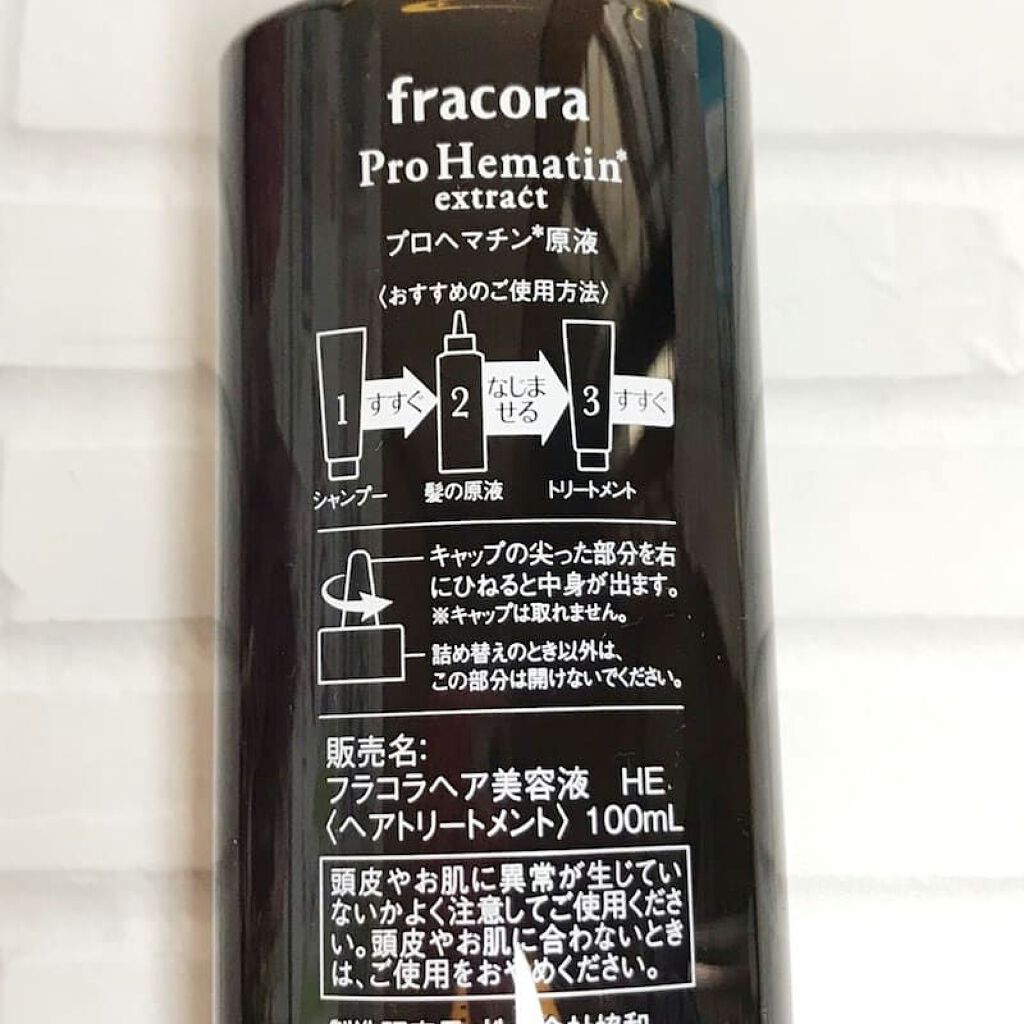 fracora
Pro Hematin*
extract
プロヘマチン*原液
〈おすすめのご使用方法〉
1 すすぐ 2 なじま
せる 3 すすぐ
シャンプー 髪の原液 トリートメント
キャップの尖った部分を右
にひねると中身が出ます。
※キャップは取れません。
詰め替えのとき以外は、
この部分は開けないでください。
販売名:
フラコラヘア美容液 HE
〈ヘアトリートメント〉 100mL
頭皮やお肌に異常が生じてい
ないかよく注意してご使用くださ
い。頭皮やお肌に合わないとき
は、ご使用をおやめください。